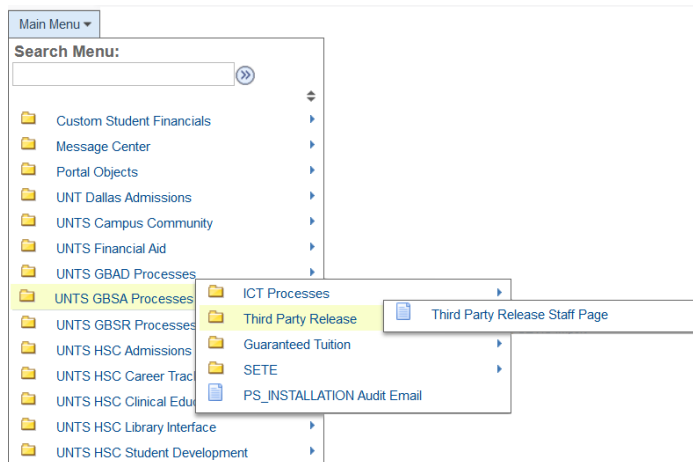 Main Menu
Search Menu:
Custom Student Financials
Message Center
Portal Objects
UNT Dallas Admissions
UNTS Campus Community
UNTS Financial Aid
UNTS GBAD Processes
UNTS GBSA Processes
UNTS GBSR Processes
UNTS HSC Admissions
UNTS HSC Career Trac
UNTS HSC Clinical Edu
UNTS HSC Library Interface
UNTS HSC Student Development
ICT Processes
Third Party Release
Guaranteed Tuition
SETE
PS_INSTALLATION Audit Email
Third Party Release Staff Page